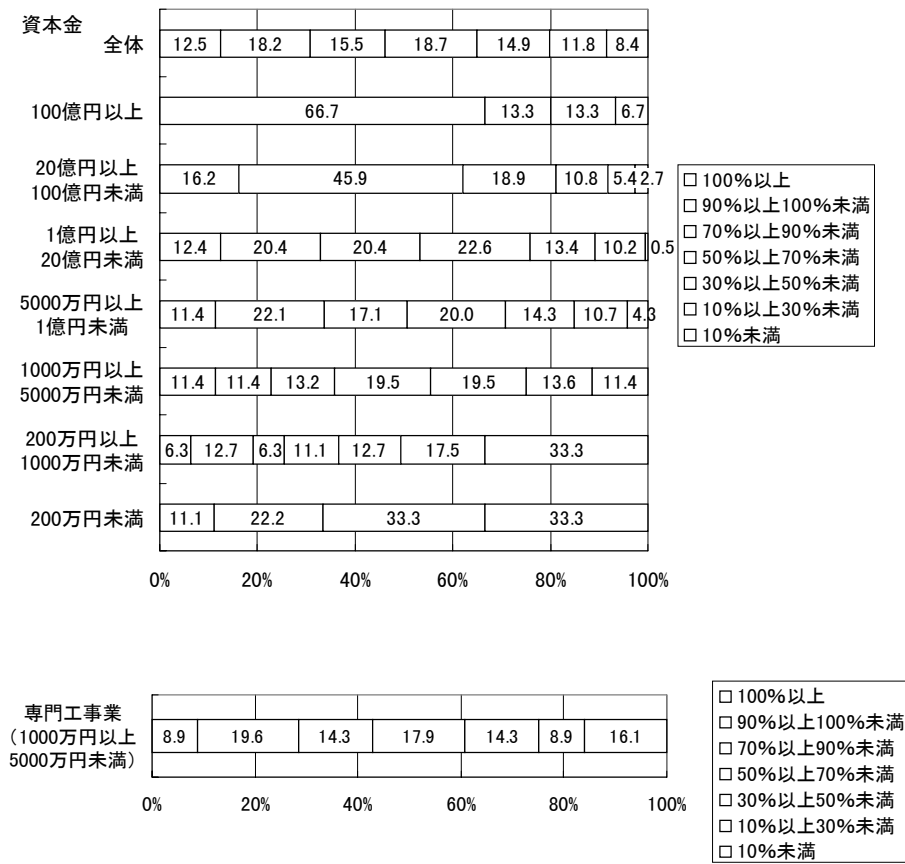 資本金
全体
12.5 18.2 15.5 18.7 14.9 11.8 8.4
100億円以上
66.7 13.3 13.3 6.7
20億円以上
100億円未満
16.2 45.9 18.9 10.8 5.4 2.7
1億円以上
20億円未満
12.4 20.4 20.4 22.6 13.4 10.2 0.5
5000万円以上
1億円未満
11.4 22.1 17.1 20.0 14.3 10.7 4.3
1000万円以上
5000万円未満
11.4 11.4 13.2 19.5 19.5 13.6 11.4
200万円以上
1000万円未満
6.3 12.7 6.3 11.1 12.7 17.5 33.3
200万円未満
11.1 22.2 33.3 33.3
0% 20% 40% 60% 80% 100%
100%以上
90%以上100%未満
70%以上90%未満
50%以上70%未満
30%以上50%未満
10%以上30%未満
10%未満
専門工事業
(1000万円以上
5000万円未満)
8.9 19.6 14.3 17.9 14.3 8.9 16.1
0% 20% 40% 60% 80% 100%
100%以上
90%以上100%未満
70%以上90%未満
50%以上70%未満
30%以上50%未満
10%以上30%未満
10%未満